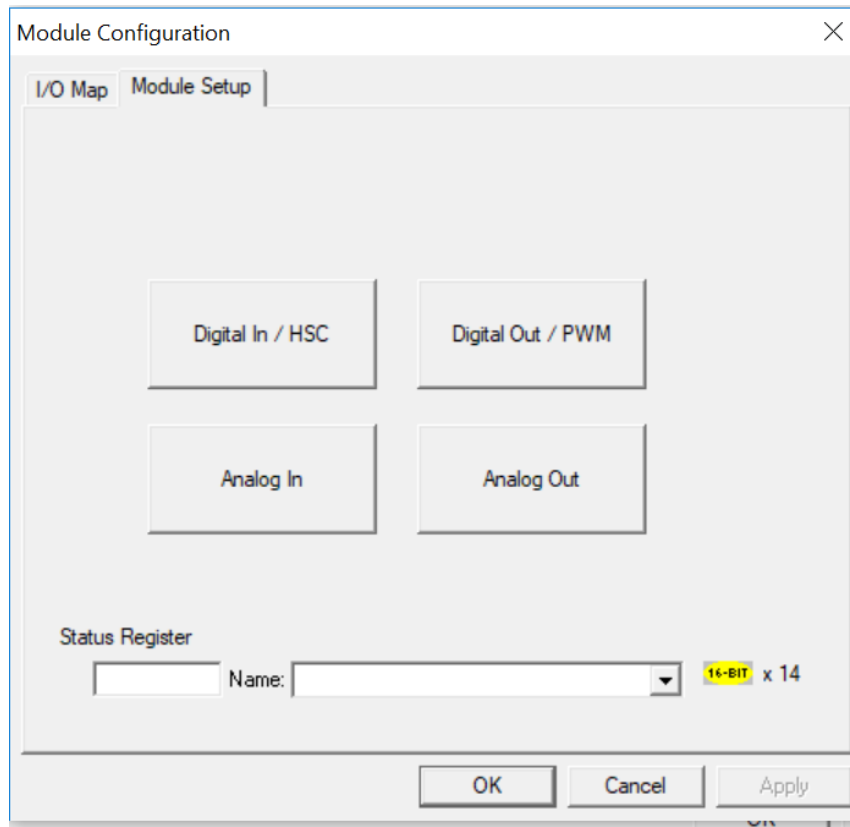 Module Configuration
I/O Map Module Setup
Digital In / HSC Digital Out / PWM
Analog In Analog Out
Status Register
Name: 16-BIT x 14
OK Cancel Apply
OK